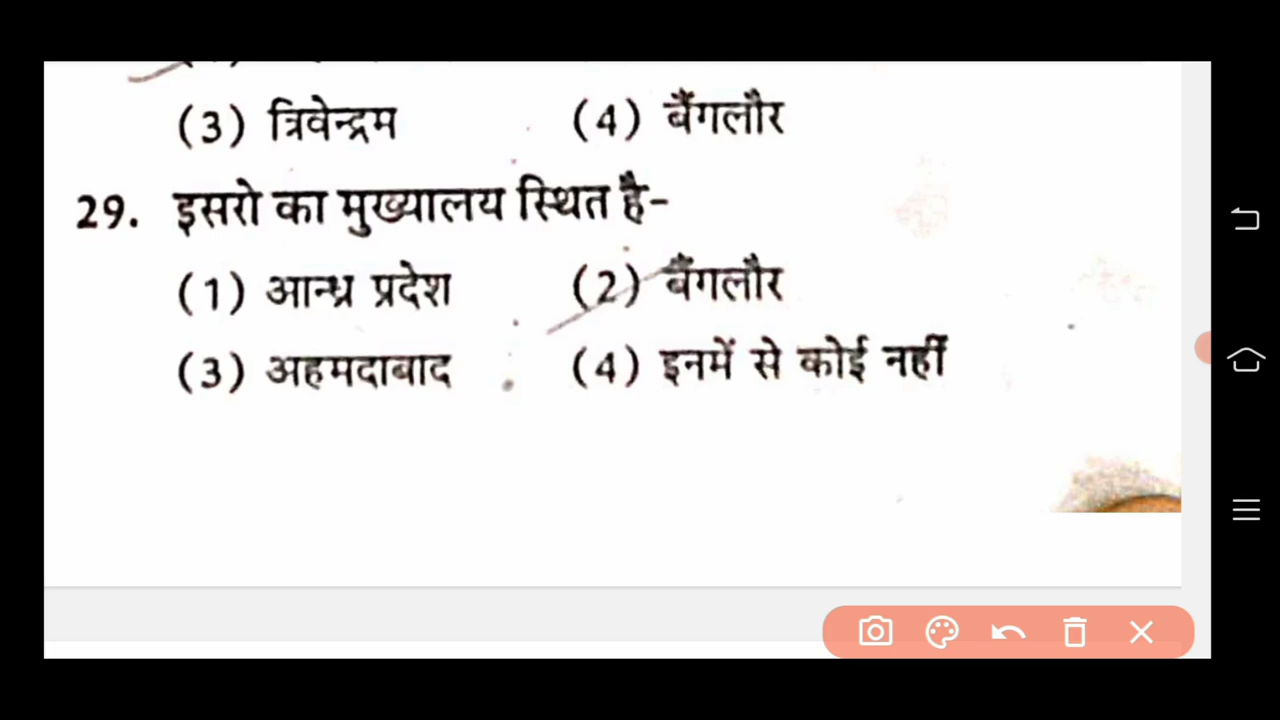 (3) त्रिवेन्द्रम (4) बैंगलौर
29. इसरो का मुख्यालय स्थित है-
(1) आन्ध्र प्रदेश (2) बैंगलौर
(3) अहमदाबाद (4) इनमें से कोई नहीं